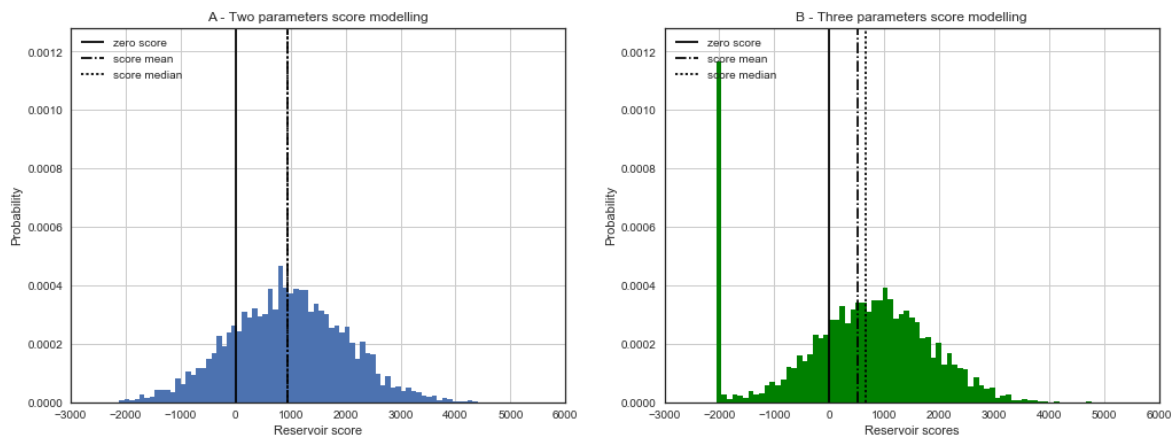 A - Two parameters score modelling
zero score
score mean
score median
0.0012
0.0010
0.0008
0.0006
0.0004
0.0002
0.0000
Probability
−3000 −2000 −1000 0 1000 2000 3000 4000 5000 6000
Reservoir score
B - Three parameters score modelling
zero score
score mean
score median
0.0012
0.0010
0.0008
0.0006
0.0004
0.0002
0.0000
Probability
−3000 −2000 −1000 0 1000 2000 3000 4000 5000 6000
Reservoir scores